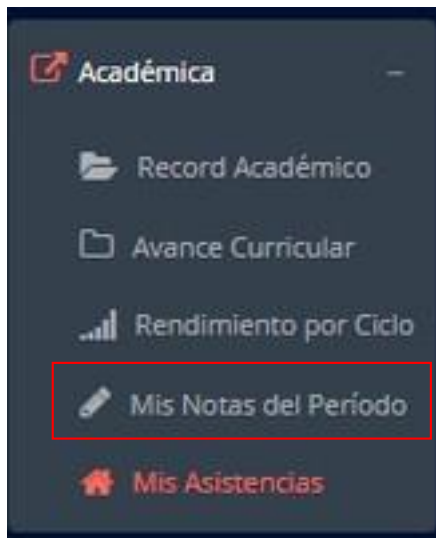 Académica
Record Académico
Avance Curricular
Rendimiento por Ciclo
Mis Notas del Período
Mis Asistencias